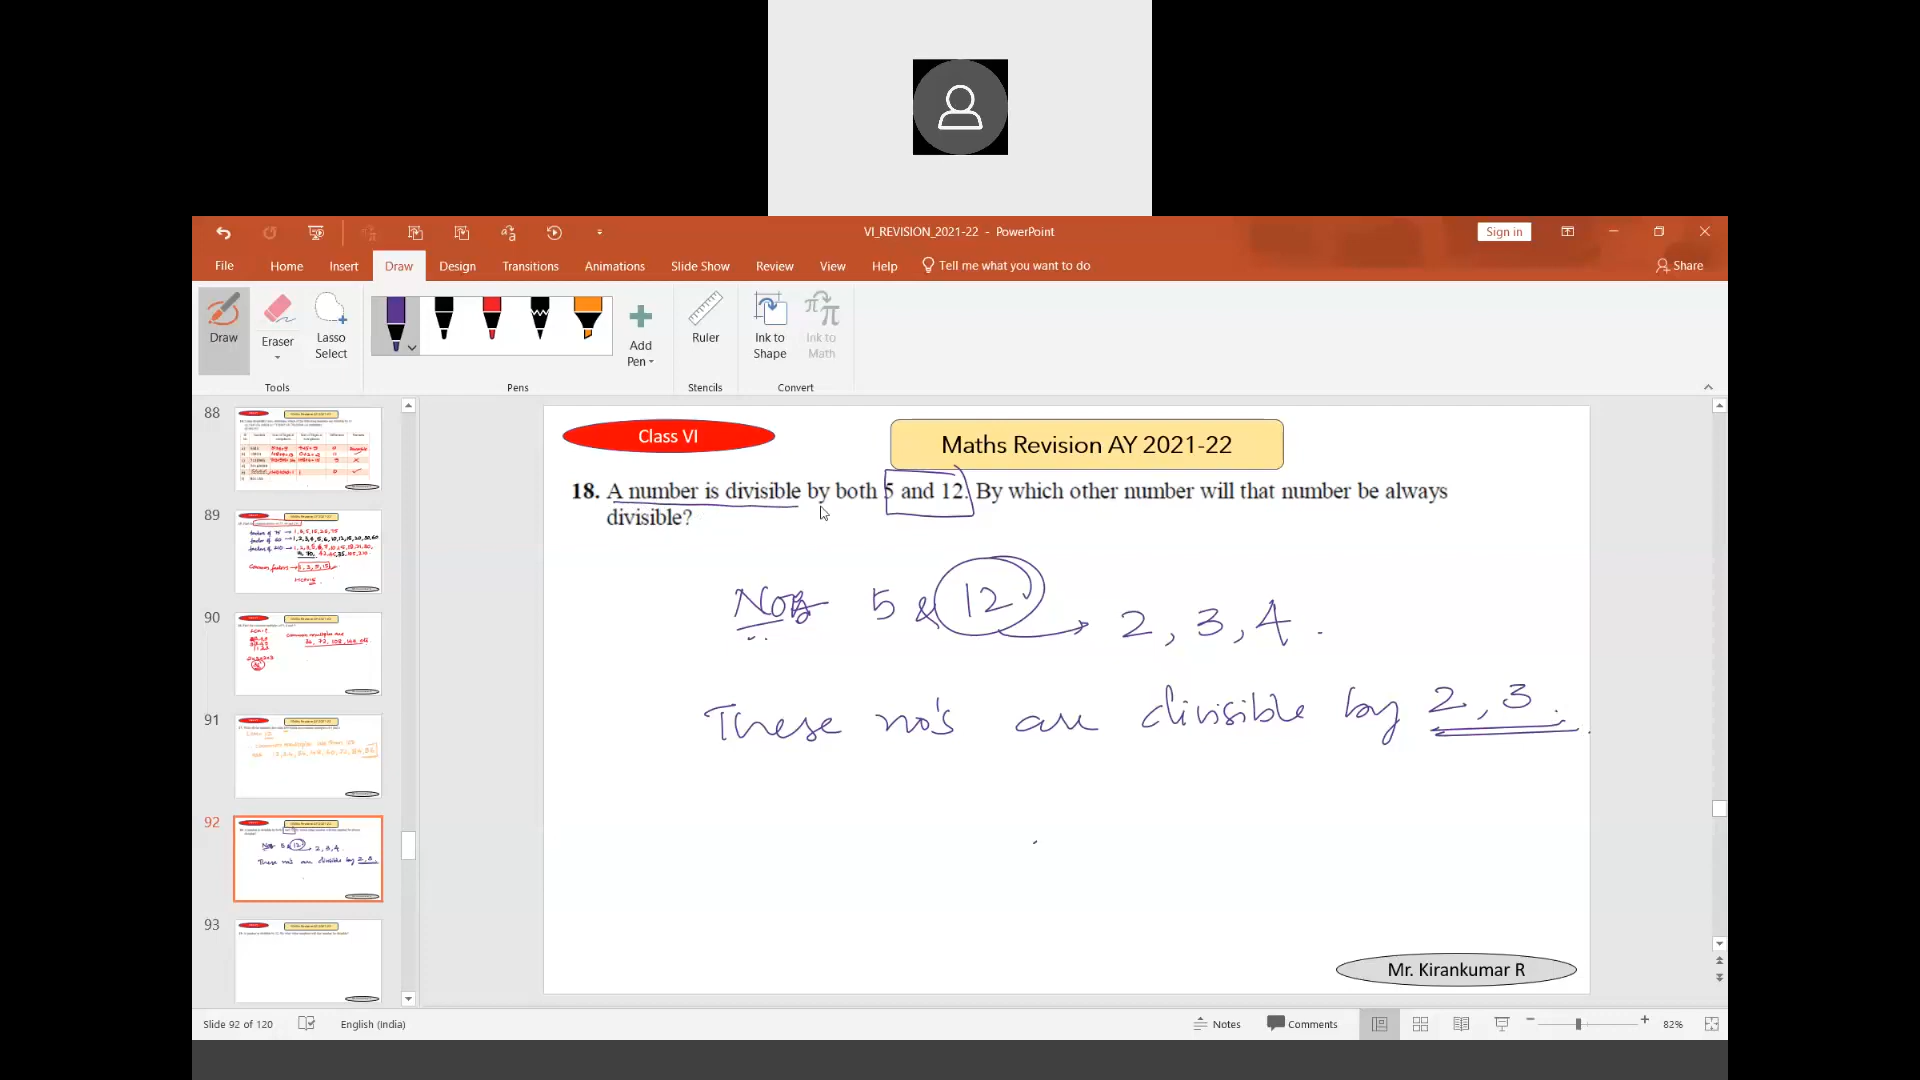 VI_REVISION_2021-22 - PowerPoint
Sign in
File Home Insert Draw Design Transitions Animations Slide Show Review View Help Tell me what you want to do
Share
Draw
Eraser
Lasso Select
Add Pen
Ruler
Ink to Shape
Ink to Math
Tools
Pens
Stencils
Convert
88
89
90
91
92
93
Class VI
Maths Revision AY 2021-22
18. A number is divisible by both 5 and 12. By which other number will that number be always
divisible?
5 & 12 2, 3, 4.
These no's are divisible by 2, 3.
Mr. Kirankumar R
Slide 92 of 120
English (India)
Notes
Comments
82%